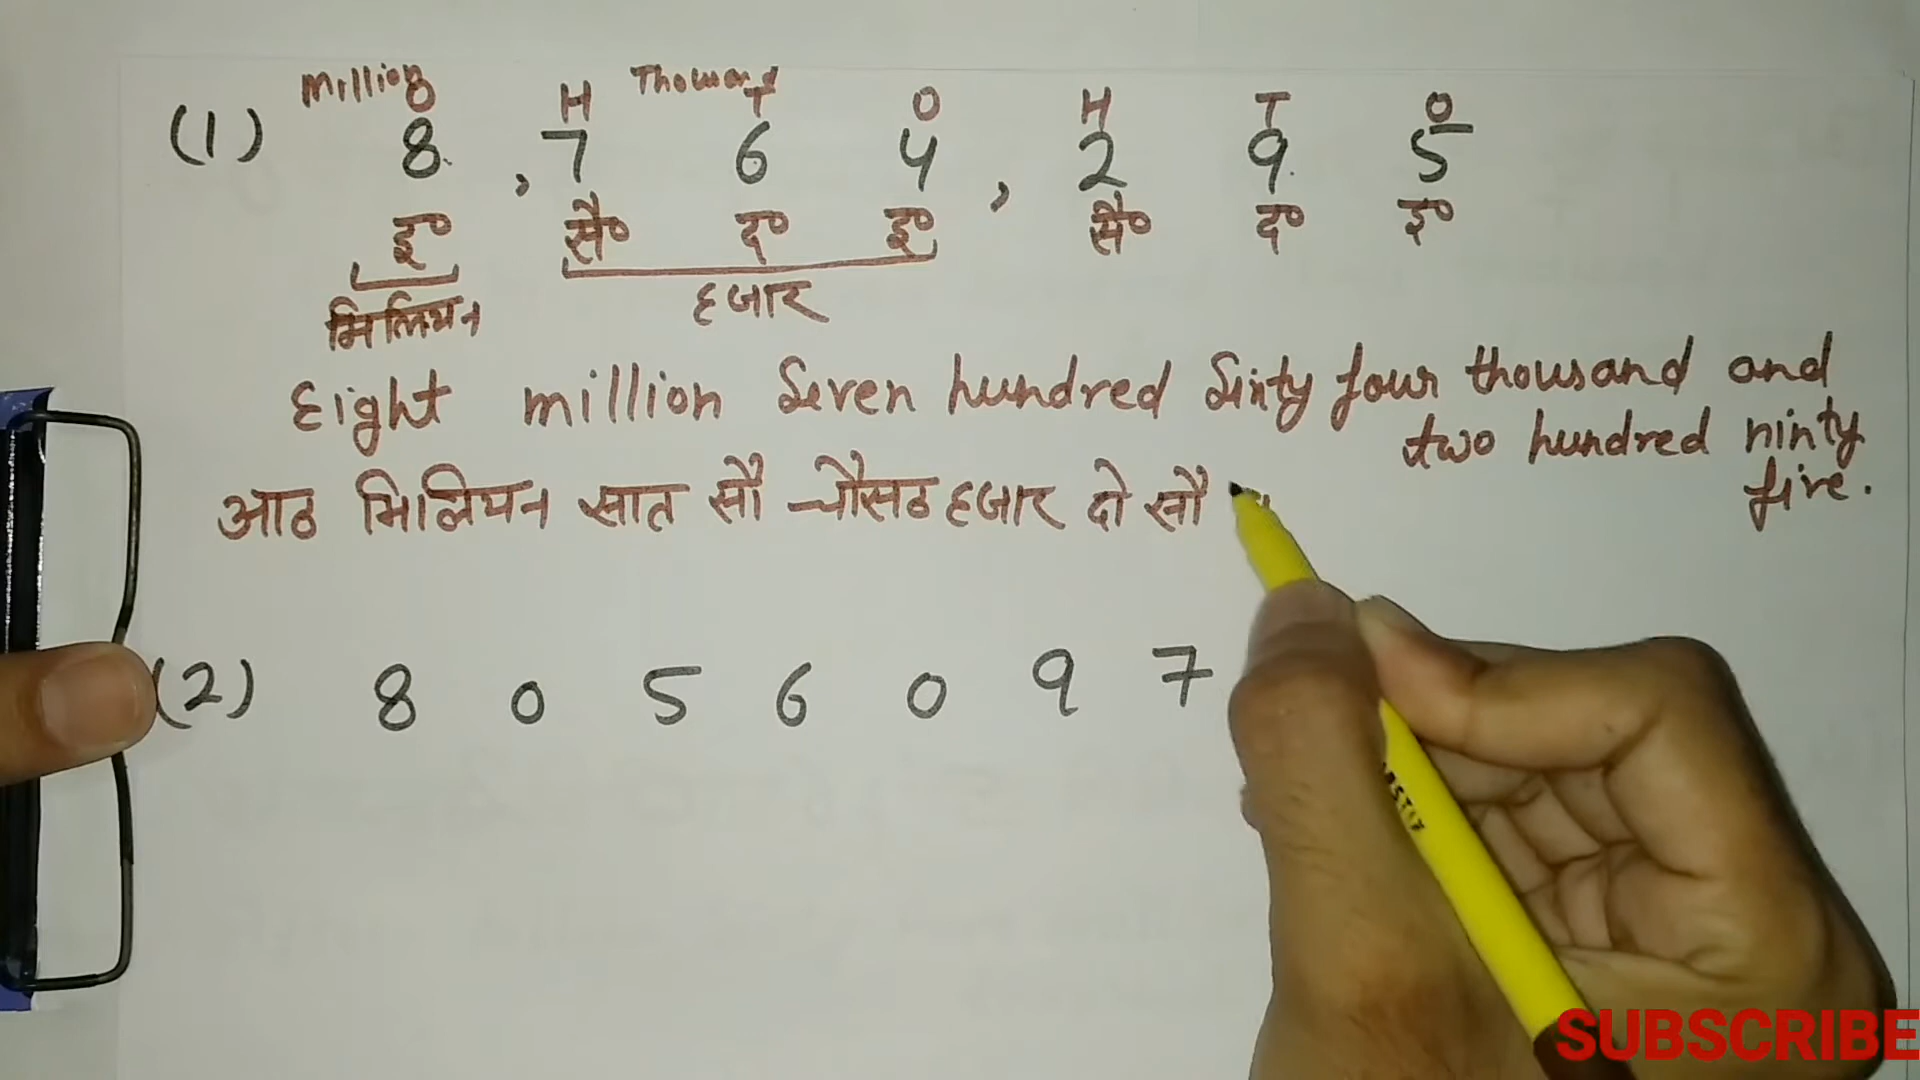 Million
O H Thousand T O H T O
(1) 8 , 7 6 4 , 2 9 5
इ० सै० द० इ० सै० द० इ०
मिलियन हजार
Eight million Seven hundred Sixty four thousand and
two hundred ninty
five.
आठ मिलियन सात सौ चौसठ हजार दो सौ
(2) 8 0 5 6 0 9 7
SUBSCRIBE